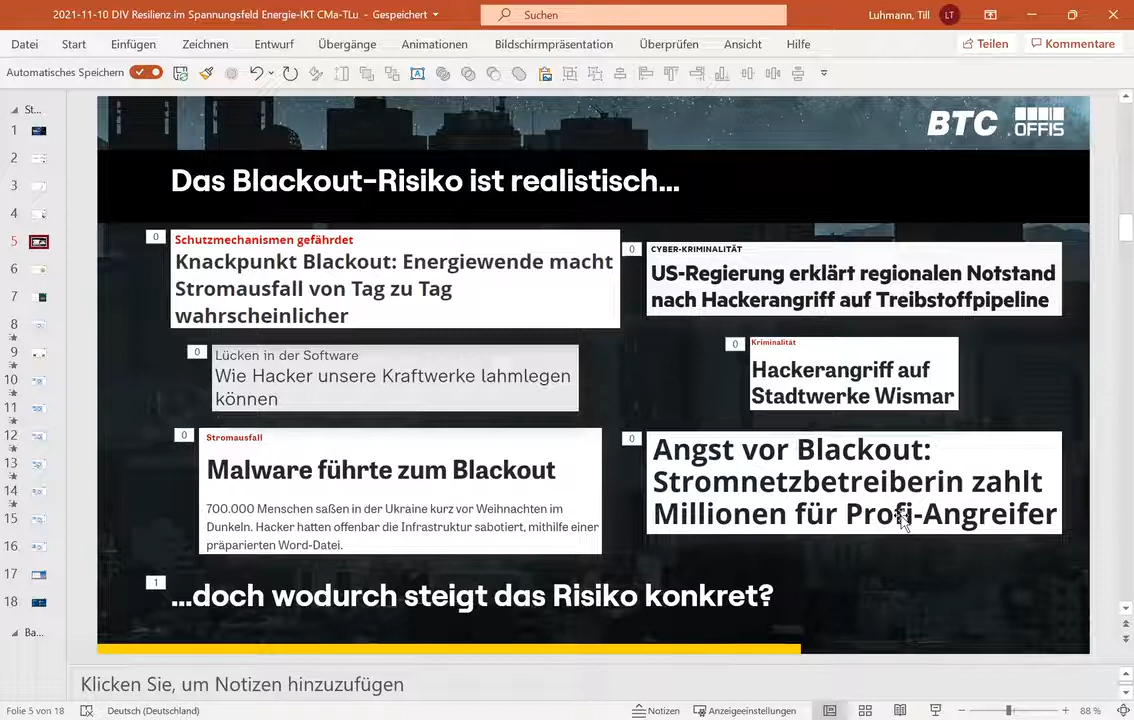 2021-11-10 DIV Resilienz im Spannungsfeld Energie-IKT CMa-TLu - Gespeichert
Suchen
Luhmann, Till
LT
Datei Start Einfügen Zeichnen Entwurf Übergänge Animationen Bildschirmpräsentation Überprüfen Ansicht Hilfe
Teilen
Kommentare
Automatisches Speichern
St...
1
2
3
4
5
6
7
8
9
10
11
12
13
14
15
16
17
18
Ba...
BTC
OFFIS
Das Blackout-Risiko ist realistisch...
0
Schutzmechanismen gefährdet
Knackpunkt Blackout: Energiewende macht
Stromausfall von Tag zu Tag
wahrscheinlicher
0
CYBER-KRIMINALITÄT
US-Regierung erklärt regionalen Notstand
nach Hackerangriff auf Treibstoffpipeline
0
Lücken in der Software
Wie Hacker unsere Kraftwerke lahmlegen
können
0
Kriminalität
Hackerangriff auf
Stadtwerke Wismar
0
Stromausfall
Malware führte zum Blackout
700.000 Menschen saßen in der Ukraine kurz vor Weihnachten im
Dunkeln. Hacker hatten offenbar die Infrastruktur sabotiert, mithilfe einer
präparierten Word-Datei.
0
Angst vor Blackout:
Stromnetzbetreiberin zahlt
Millionen für Profi-Angreifer
1
...doch wodurch steigt das Risiko konkret?
Klicken Sie, um Notizen hinzuzufügen
Folie 5 von 18
Deutsch (Deutschland)
Notizen
Anzeigeeinstellungen
88 %